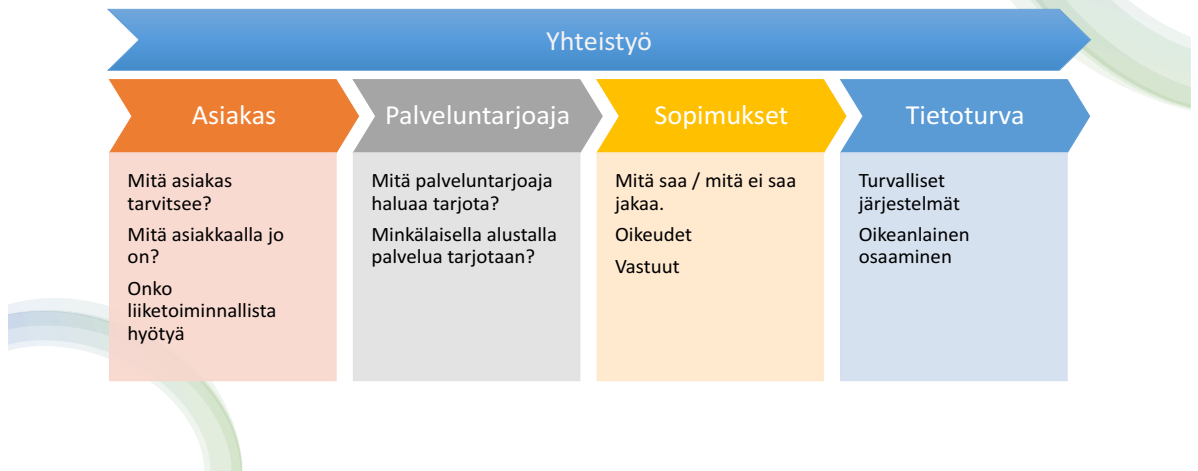 Yhteistyö
Asiakas
Mitä asiakas
tarvitsee?
Mitä asiakkaalla jo
on?
Onko
liiketoiminnallista
hyötyä
Palveluntarjoaja
Mitä palveluntarjoaja
haluaa tarjota?
Minkälaisella alustalla
palvelua tarjotaan?
Sopimukset
Mitä saa / mitä ei saa
jakaa.
Oikeudet
Vastuut
Tietoturva
Turvalliset
järjestelmät
Oikeanlainen
osaaminen